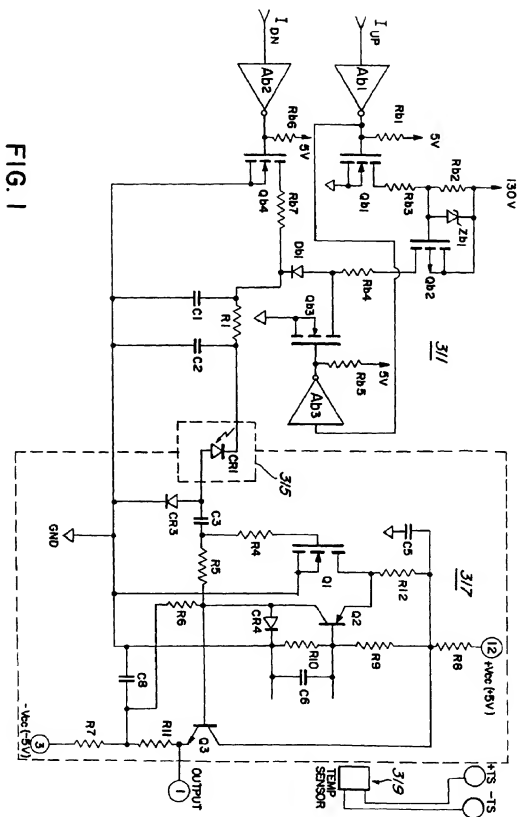 I DN
I UP
Ab2
Ab1
Rb6
5V
Rb1
5V
Qb4
Rb7
Qb1
Rb3
Rb2
130V
Zb1
Qb2
Db1
Rb4
Qb3
Rb5
5V
Ab3
311
C1
R1
C2
CR1
315
CR3
C3
GND
R4
R5
Q1
C5
317
R6
CR4
Q2
R12
R10
C6
R9
R8
12
+Vcc (+5V)
C8
Q3
R7
R11
3
-Vcc(-5V)
1
OUTPUT
TEMP
SENSOR
319
+TS
-TS
FIG. 1